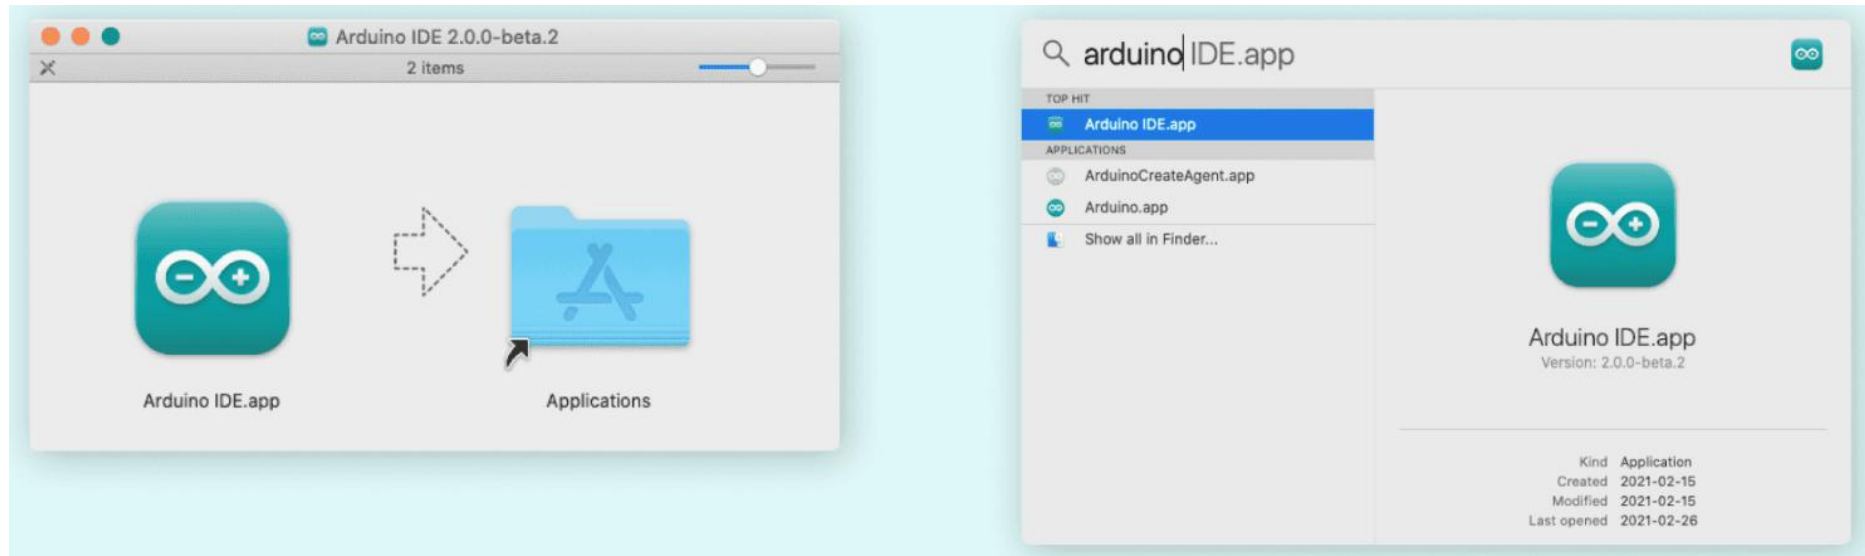 Arduino IDE 2.0.0-beta.2
2 items
Arduino IDE.app
Applications
arduino IDE.app
TOP HIT
Arduino IDE.app
APPLICATIONS
ArduinoCreateAgent.app
Arduino.app
Show all in Finder...
Arduino IDE.app
Version: 2.0.0-beta.2
Kind Application
Created 2021-02-15
Modified 2021-02-15
Last opened 2021-02-26